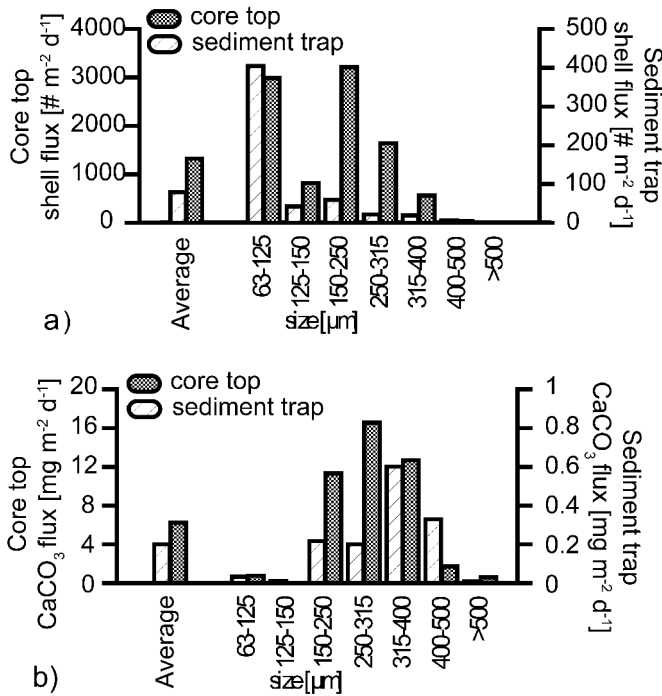 core top
sediment trap
Core top
shell flux [# m-2 d-1]
4000
3000
2000
1000
0
500
400
300
200
100
0
Sediment trap
shell flux [# m-2 d-1]
Average
63-125
125-150
150-250
250-315
315-400
400-500
>500
size[µm]
a)
core top
sediment trap
Core top
CaCO3 flux [mg m-2 d-1]
20
16
12
8
4
0
1
0.8
0.6
0.4
0.2
0
Sediment trap
CaCO3 flux [mg m-2 d-1]
Average
63-125
125-150
150-250
250-315
315-400
400-500
>500
size[µm]
b)